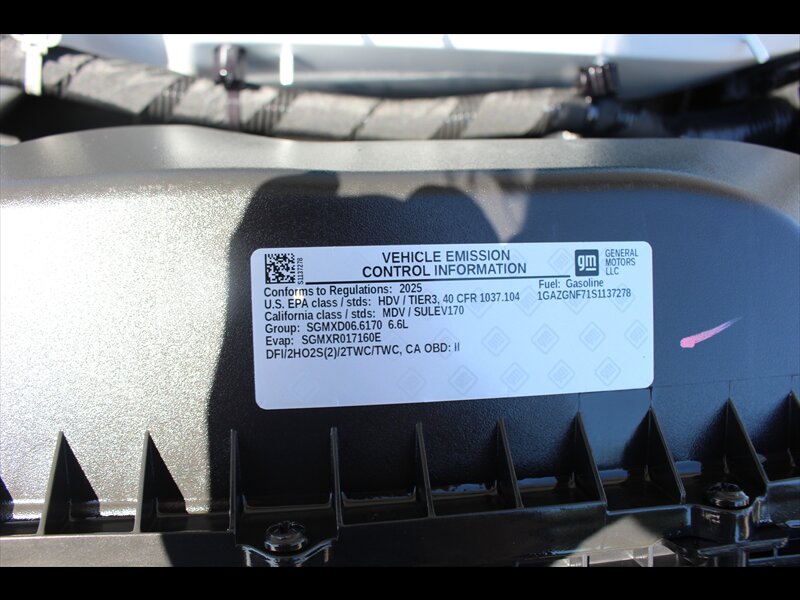 VEHICLE EMISSION
CONTROL INFORMATION
gm
GENERAL
MOTORS
LLC
S1137278
Conforms to Regulations: 2025
Fuel: Gasoline
U.S. EPA class / stds: HDV / TIER3, 40 CFR 1037.104
1GAZGNF71S1137278
California class / stds: MDV / SULEV170
Group: SGMXD06.6170 6.6L
Evap: SGMXR017160E
DFI/2HO2S(2)/2TWC/TWC, CA OBD: II